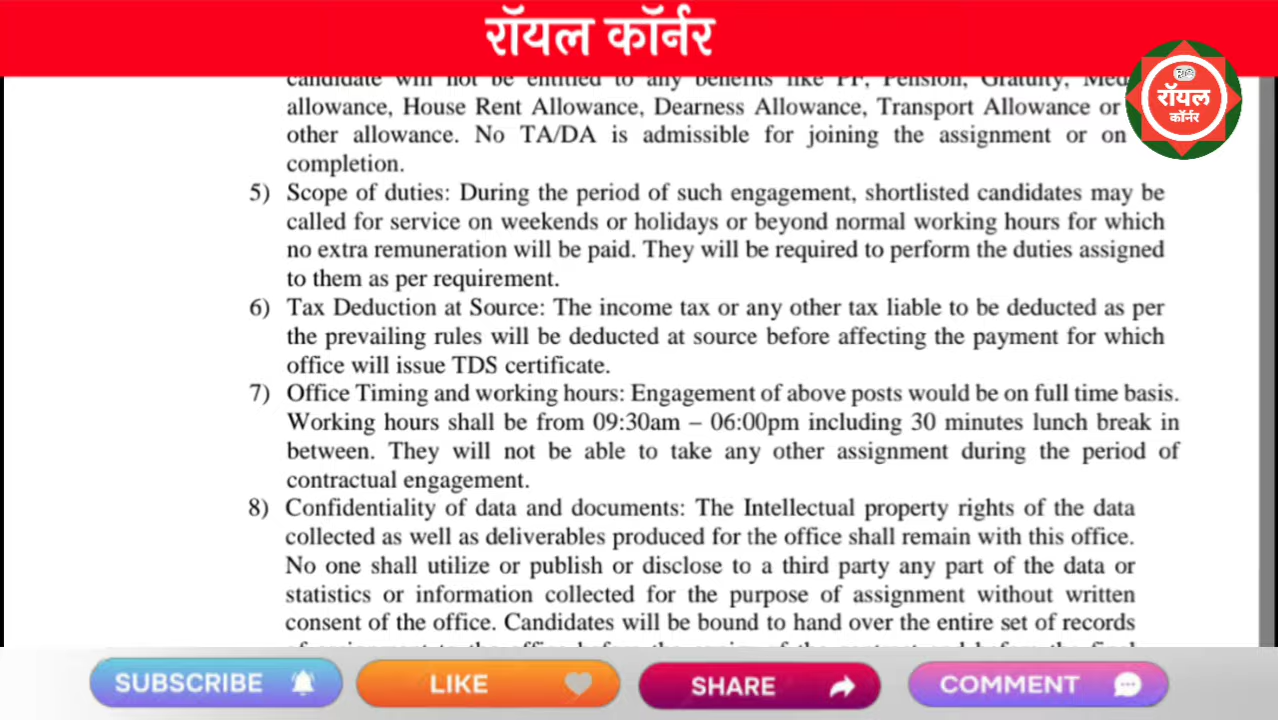 रॉयल कॉर्नर
candidate will not be entitled to any benefits like PF, Pension, Gratuity,
allowance, House Rent Allowance, Dearness Allowance, Transport Allowance or
other allowance. No TA/DA is admissible for joining the assignment or on
completion.
रॉयल
कॉर्नर
5) Scope of duties: During the period of such engagement, shortlisted candidates may be
called for service on weekends or holidays or beyond normal working hours for which
no extra remuneration will be paid. They will be required to perform the duties assigned
to them as per requirement.
6) Tax Deduction at Source: The income tax or any other tax liable to be deducted as per
the prevailing rules will be deducted at source before affecting the payment for which
office will issue TDS certificate.
7) Office Timing and working hours: Engagement of above posts would be on full time basis.
Working hours shall be from 09:30am – 06:00pm including 30 minutes lunch break in
between. They will not be able to take any other assignment during the period of
contractual engagement.
8) Confidentiality of data and documents: The Intellectual property rights of the data
collected as well as deliverables produced for the office shall remain with this office.
No one shall utilize or publish or disclose to a third party any part of the data or
statistics or information collected for the purpose of assignment without written
consent of the office. Candidates will be bound to hand over the entire set of records
SUBSCRIBE
LIKE
SHARE
COMMENT